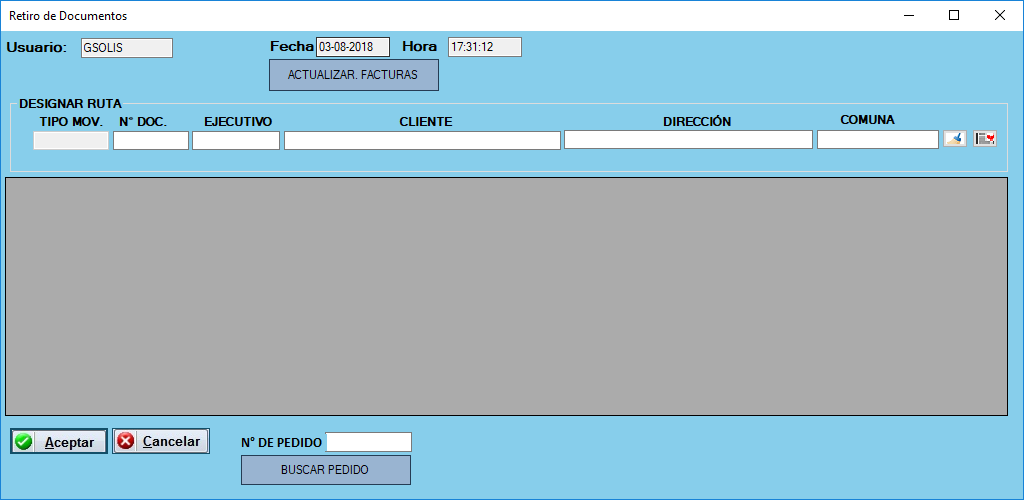 Retiro de Documentos
Usuario: GSOLIS Fecha 03-08-2018 Hora 17:31:12
ACTUALIZAR. FACTURAS
DESIGNAR RUTA
TIPO MOV. N° DOC. EJECUTIVO CLIENTE DIRECCIÓN COMUNA
Aceptar Cancelar N° DE PEDIDO
BUSCAR PEDIDO